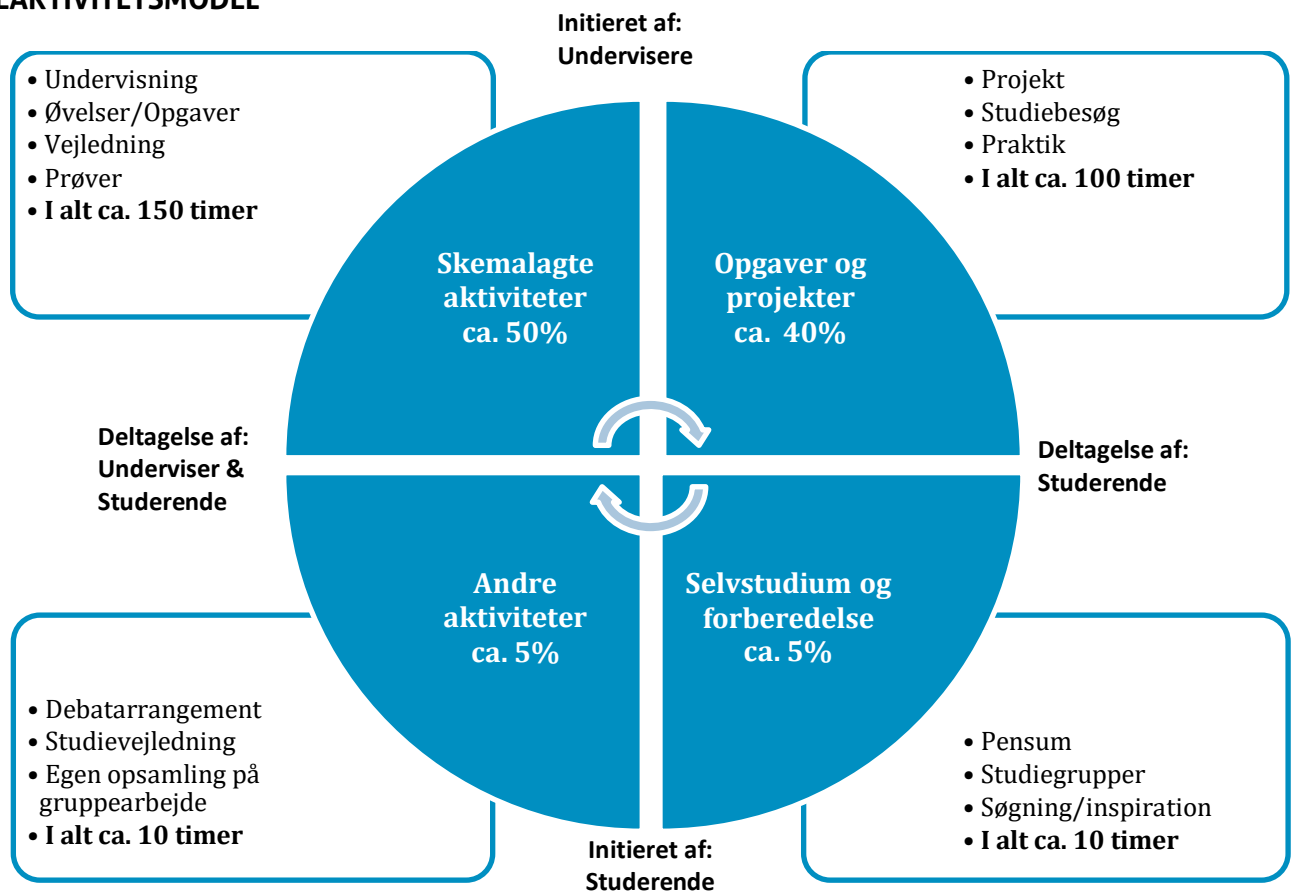 Initieret af:
Undervisere
• Undervisning
• Øvelser/Opgaver
• Vejledning
• Prøver
• I alt ca. 150 timer
• Projekt
• Studiebesøg
• Praktik
• I alt ca. 100 timer
Skemalagte
aktiviteter
ca. 50%
Opgaver og
projekter
ca. 40%
Deltagelse af:
Underviser &
Studerende
Deltagelse af:
Studerende
Andre
aktiviteter
ca. 5%
Selvstudium og
forberedelse
ca. 5%
• Debatarrangement
• Studievejledning
• Egen opsamling på
gruppearbejde
• I alt ca. 10 timer
• Pensum
• Studiegrupper
• Søgning/inspiration
• I alt ca. 10 timer
Initieret af:
Studerende